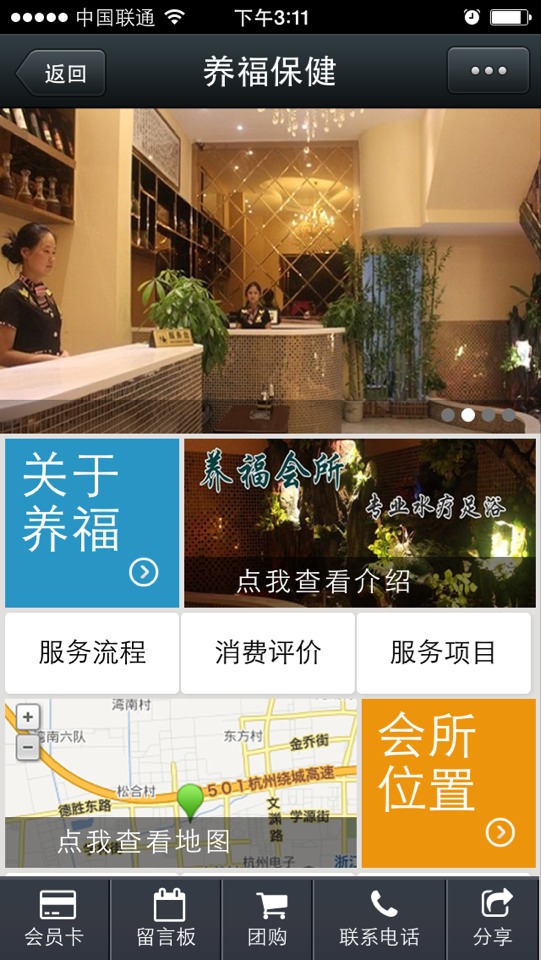 中国联通
下午3:11
返回
养福保健
关于
养福
养福会所
专业水疗足浴
点我查看介绍
服务流程
消费评价
服务项目
湾南村
湾南六队
东方村
金乔街
501杭州绕城高速
松合村
德胜东路
文渊路
学源街
杭州电子
浙江
点我查看地图
会所
位置
会员卡
留言板
团购
联系电话
分享